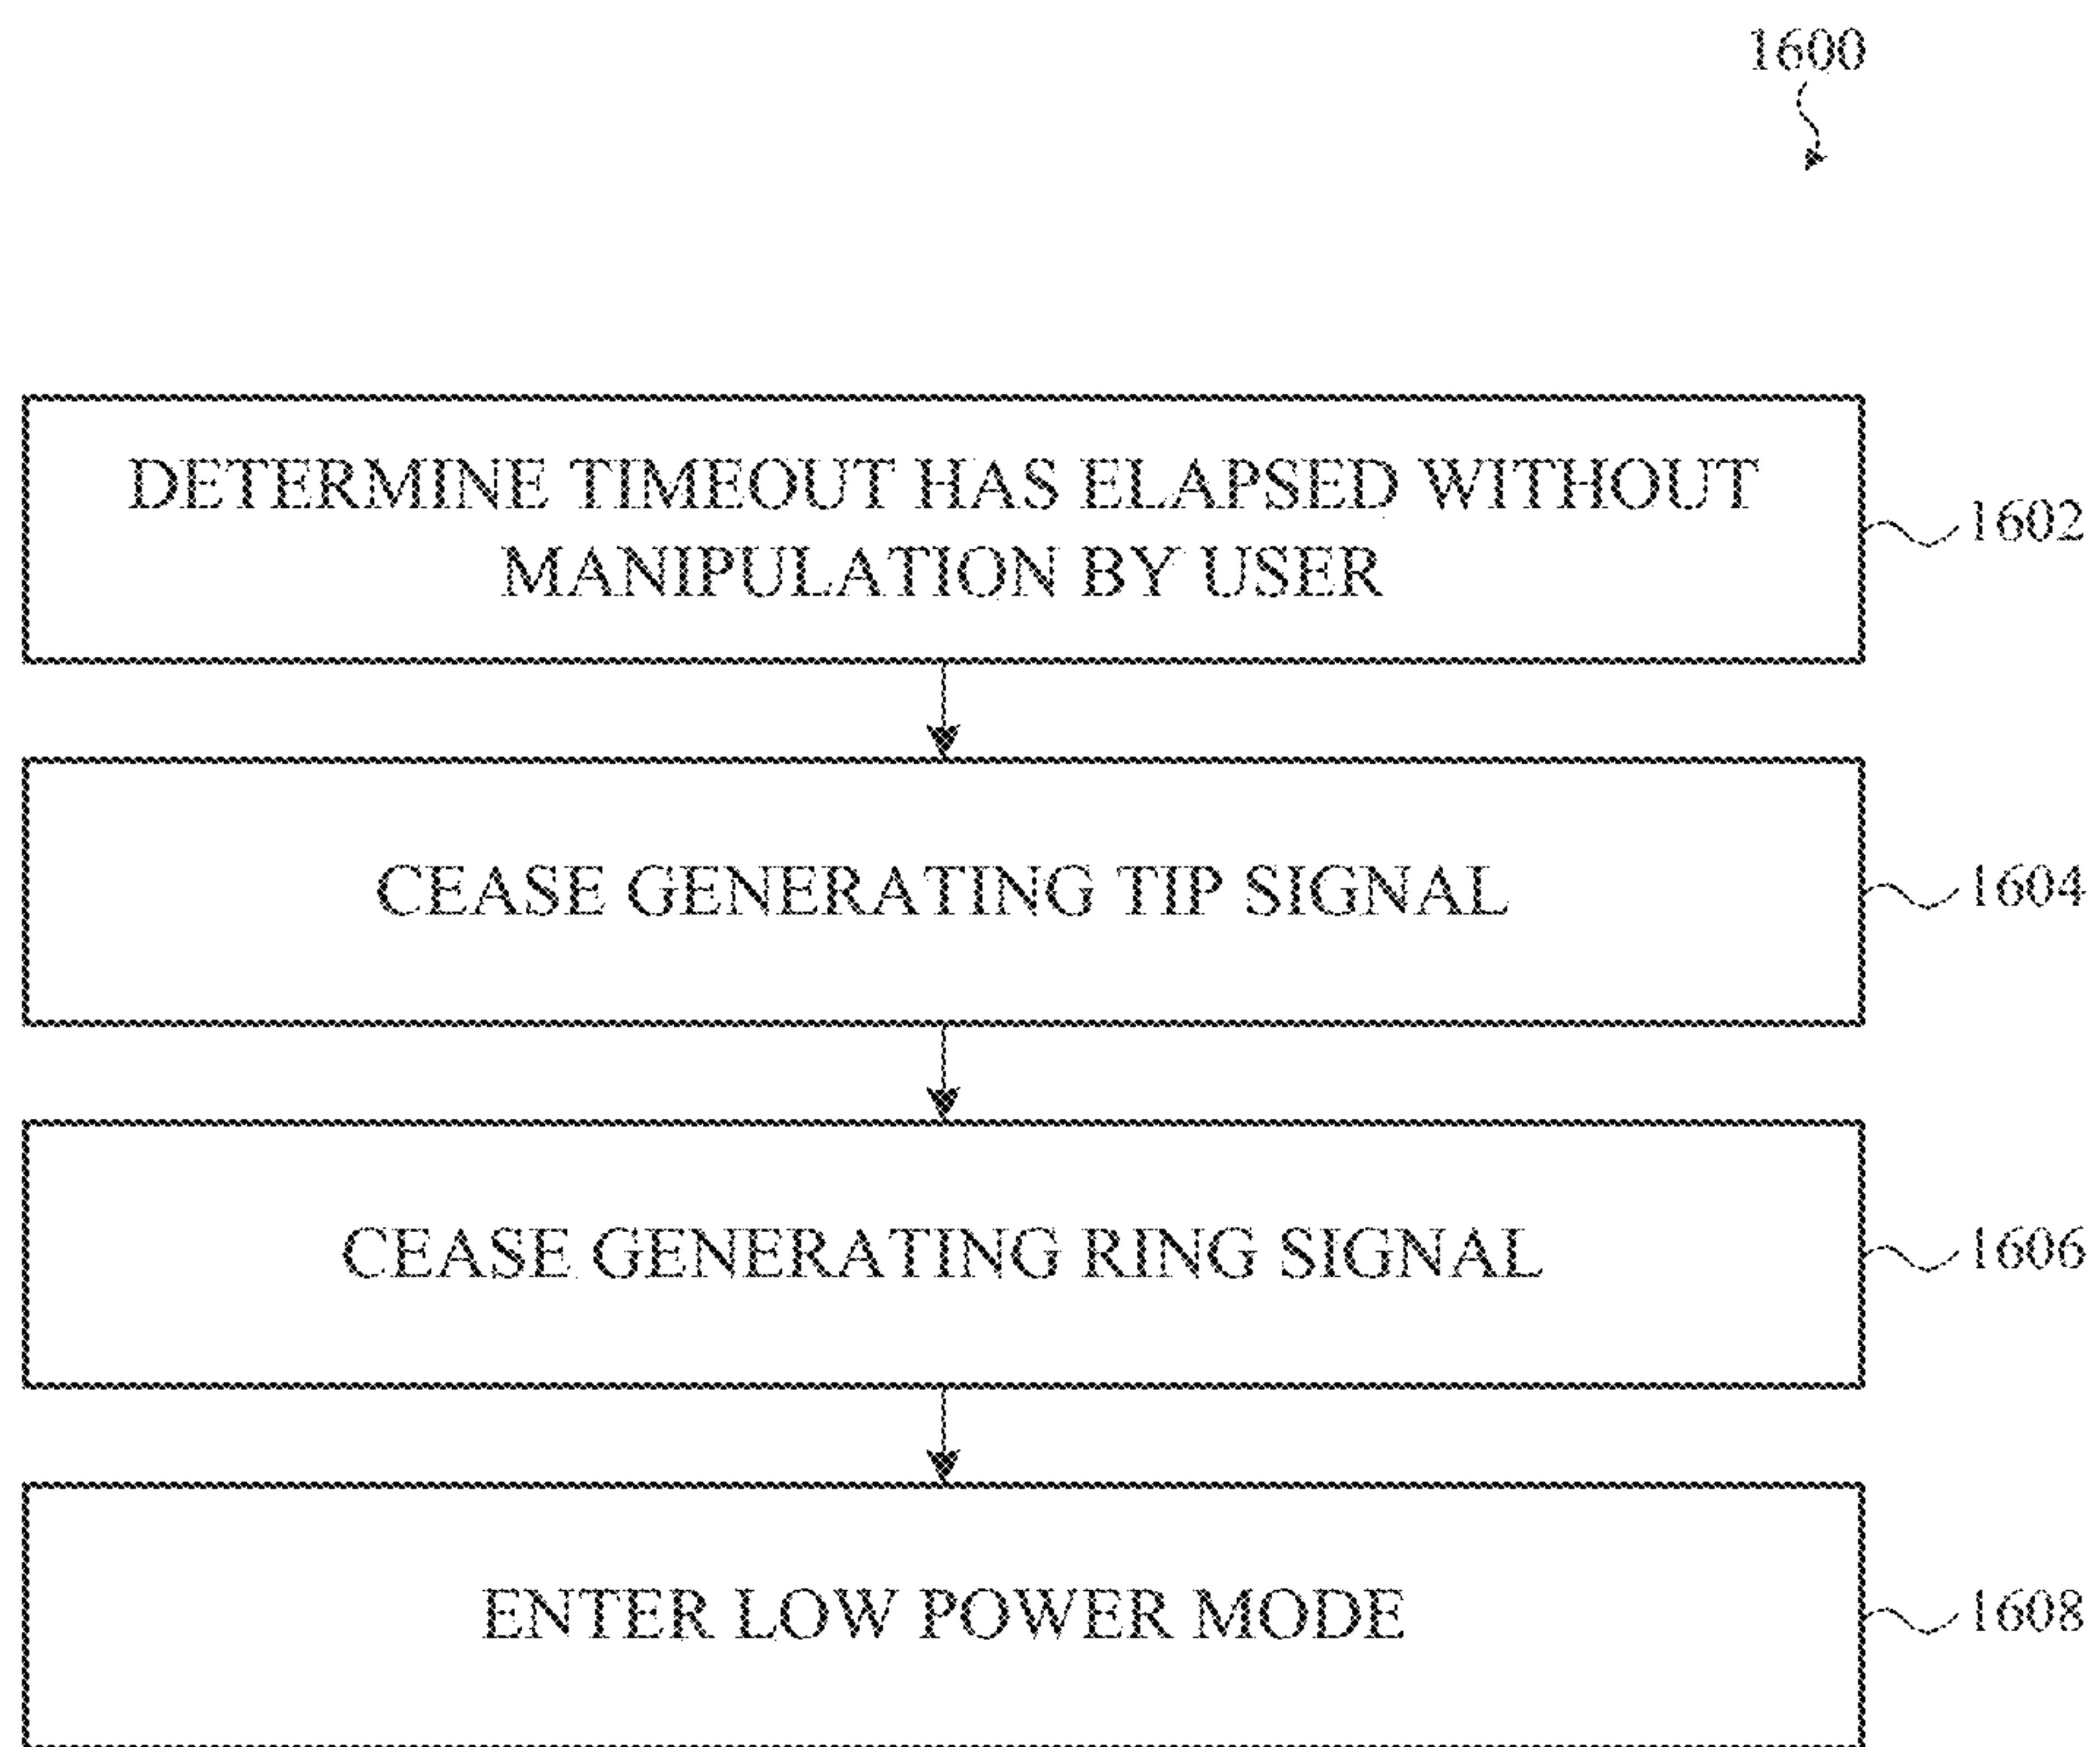 1600
DETERMINE TIMEOUT HAS ELAPSED WITHOUT
MANIPULATION BY USER
1602
CEASE GENERATING TIP SIGNAL
1604
CEASE GENERATING RING SIGNAL
1606
ENTER LOW POWER MODE
1608